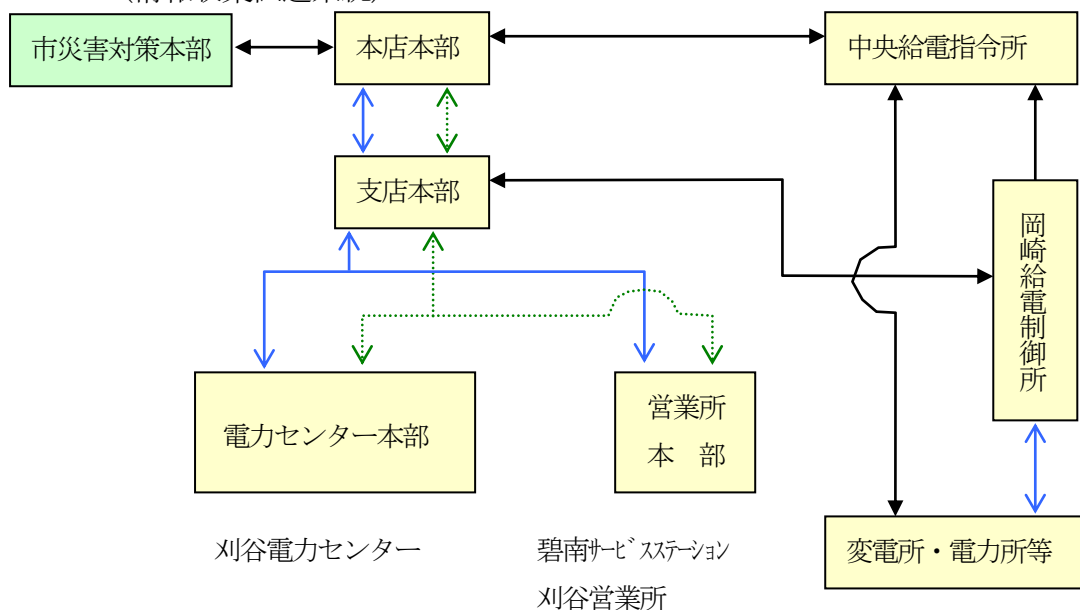 市災害対策本部
本店本部
中央給電指令所
支店本部
岡崎給電制御所
電力センター本部
営業所
本　部
刈谷電力センター
碧南ｻｰﾋﾞｽｽﾃｰｼｮﾝ
刈谷営業所
変電所・電力所等